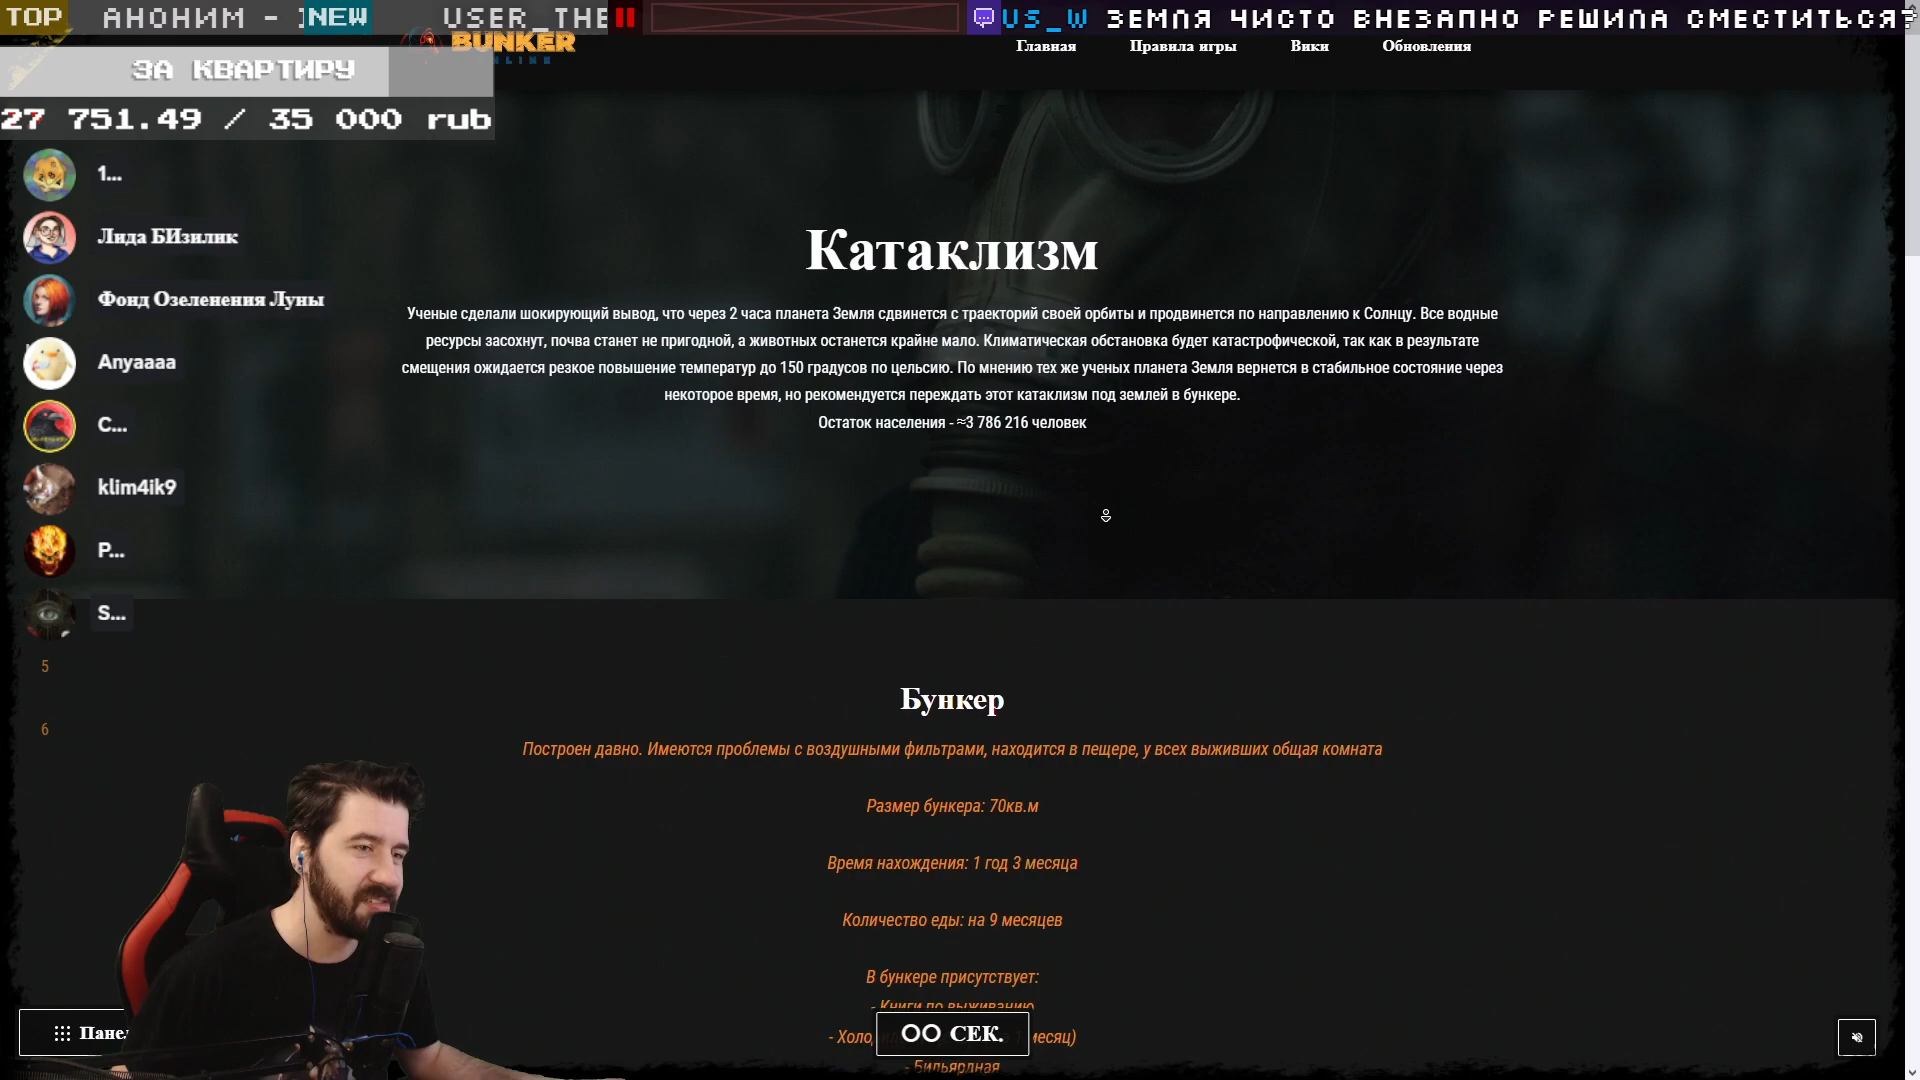 TOP
АНОНИМ -
NEW
USER_THE
US_W ЗЕМЛЯ ЧИСТО ВНЕЗАПНО РЕШИЛА СМЕСТИТЬСЯ?
BUNKER
ONLINE
Главная
Правила игры
Вики
Обновления
ЗА КВАРТИРУ
27 751.49 / 35 000 rub
1...
Лида БИзилик
Фонд Озеленения Луны
Anyaaaa
C...
klim4ik9
P...
S...
5
6
Катаклизм
Ученые сделали шокирующий вывод, что через 2 часа планета Земля сдвинется с траекторий своей орбиты и продвинется по направлению к Солнцу. Все водные
ресурсы засохнут, почва станет не пригодной, а животных останется крайне мало. Климатическая обстановка будет катастрофической, так как в результате
смещения ожидается резкое повышение температур до 150 градусов по цельсию. По мнению тех же ученых планета Земля вернется в стабильное состояние через
некоторое время, но рекомендуется переждать этот катаклизм под землей в бункере.
Остаток населения - ≈3 786 216 человек
Бункер
Построен давно. Имеются проблемы с воздушными фильтрами, находится в пещере, у всех выживших общая комната
Размер бункера: 70кв.м
Время нахождения: 1 год 3 месяца
Количество еды: на 9 месяцев
В бункере присутствует:
- Книги по выживанию
- Холо
- Бильярдная
Панел
00 СЕК.